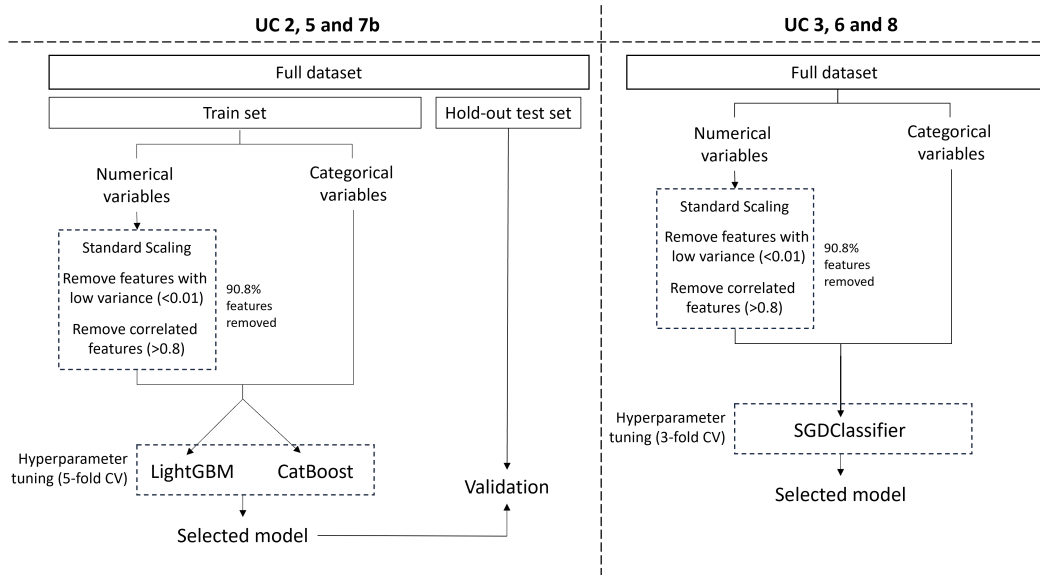 UC 2, 5 and 7b
Full dataset
Train set
Hold-out test set
Numerical
variables
Categorical
variables
Standard Scaling
Remove features with
low variance (<0.01)
Remove correlated
features (>0.8)
90.8%
features
removed
Hyperparameter
tuning (5-fold CV)
LightGBM
CatBoost
Validation
Selected model
UC 3, 6 and 8
Full dataset
Numerical
variables
Categorical
variables
Standard Scaling
Remove features with
low variance (<0.01)
Remove correlated
features (>0.8)
90.8%
features
removed
Hyperparameter
tuning (3-fold CV)
SGDClassifier
Selected model